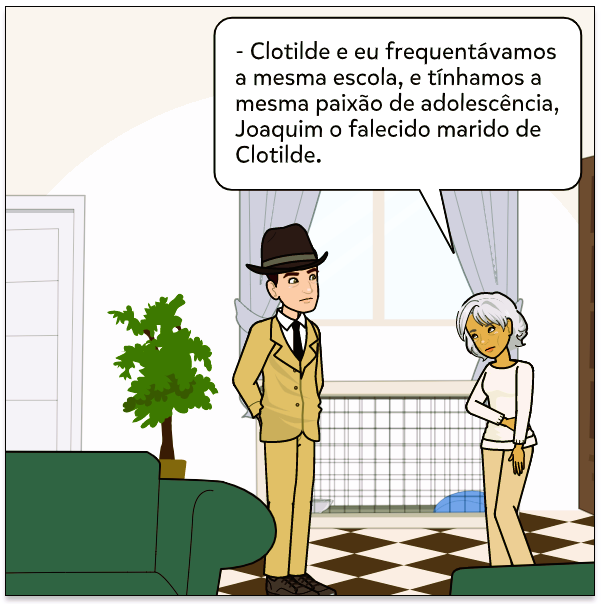 - Clotilde e eu frequentávamos
a mesma escola, e tínhamos a
mesma paixão de adolescência,
Joaquim o falecido marido de
Clotilde.